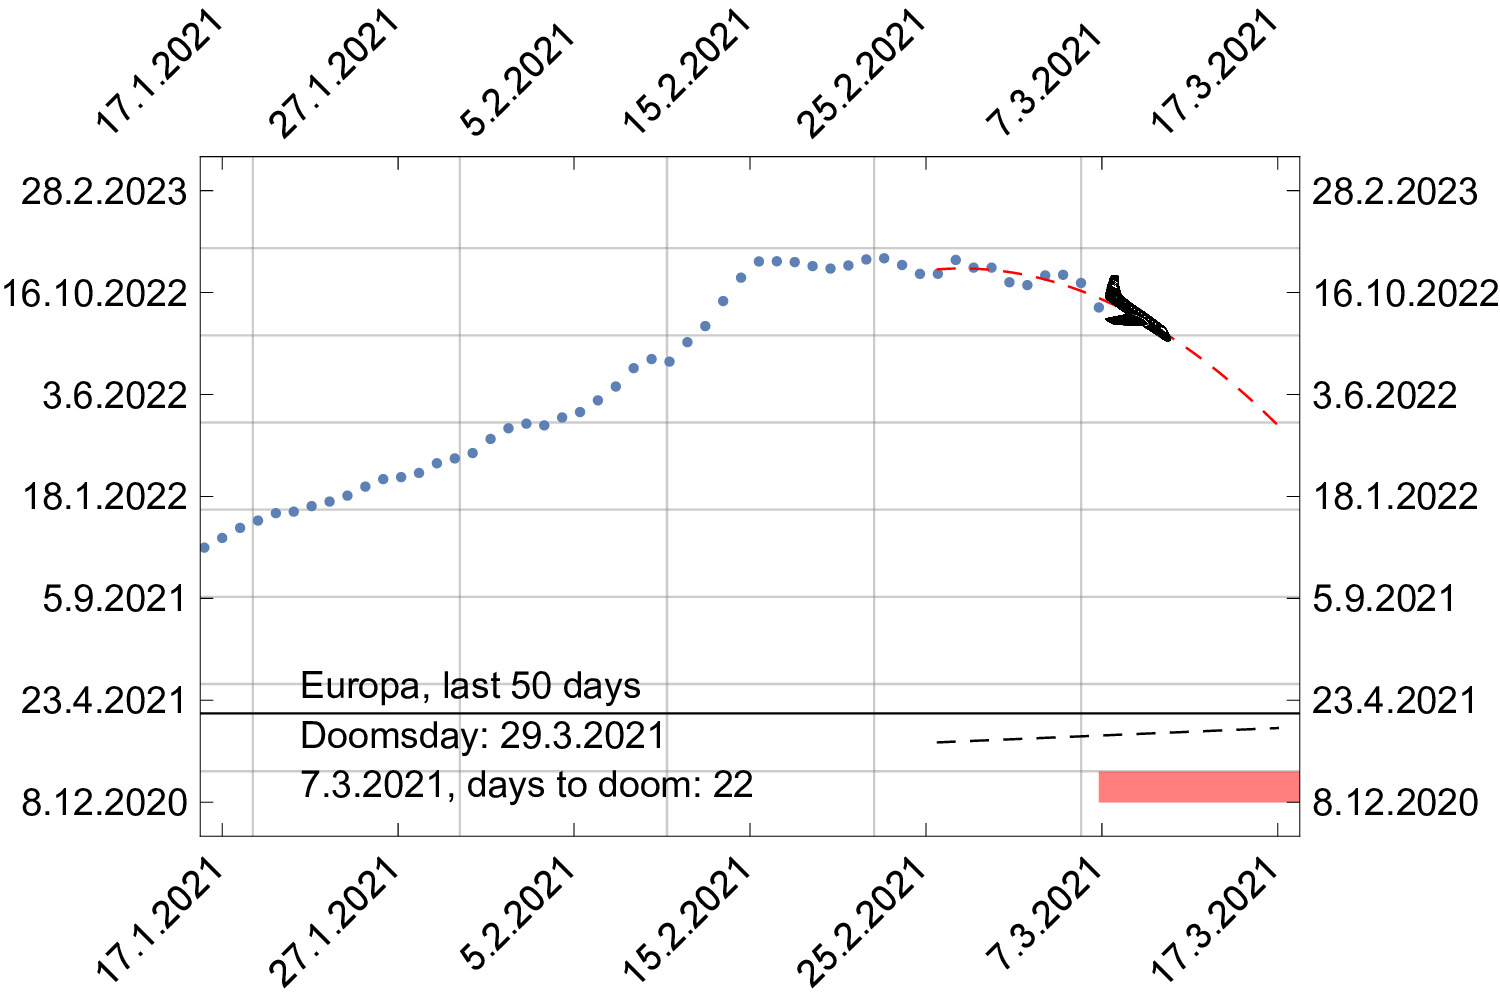 17.1.2021 27.1.2021 5.2.2021 15.2.2021 25.2.2021 7.3.2021 17.3.2021
28.2.2023 28.2.2023
16.10.2022 16.10.2022
3.6.2022 3.6.2022
18.1.2022 18.1.2022
5.9.2021 5.9.2021
Europa, last 50 days
23.4.2021 23.4.2021
Doomsday: 29.3.2021
7.3.2021, days to doom: 22
8.12.2020 8.12.2020
17.1.2021 27.1.2021 5.2.2021 15.2.2021 25.2.2021 7.3.2021 17.3.2021